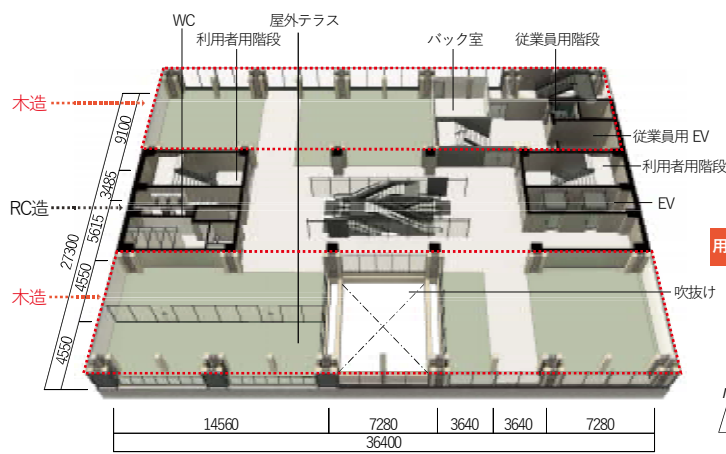 WC
屋外テラス
利用者用階段
バック室
従業員用階段
木造
9100
従業員用 EV
利用者用階段
3485
RC造
EV
5615
27300
用
4550
木造
吹抜け
4550
14560
7280
3640
3640
7280
36400